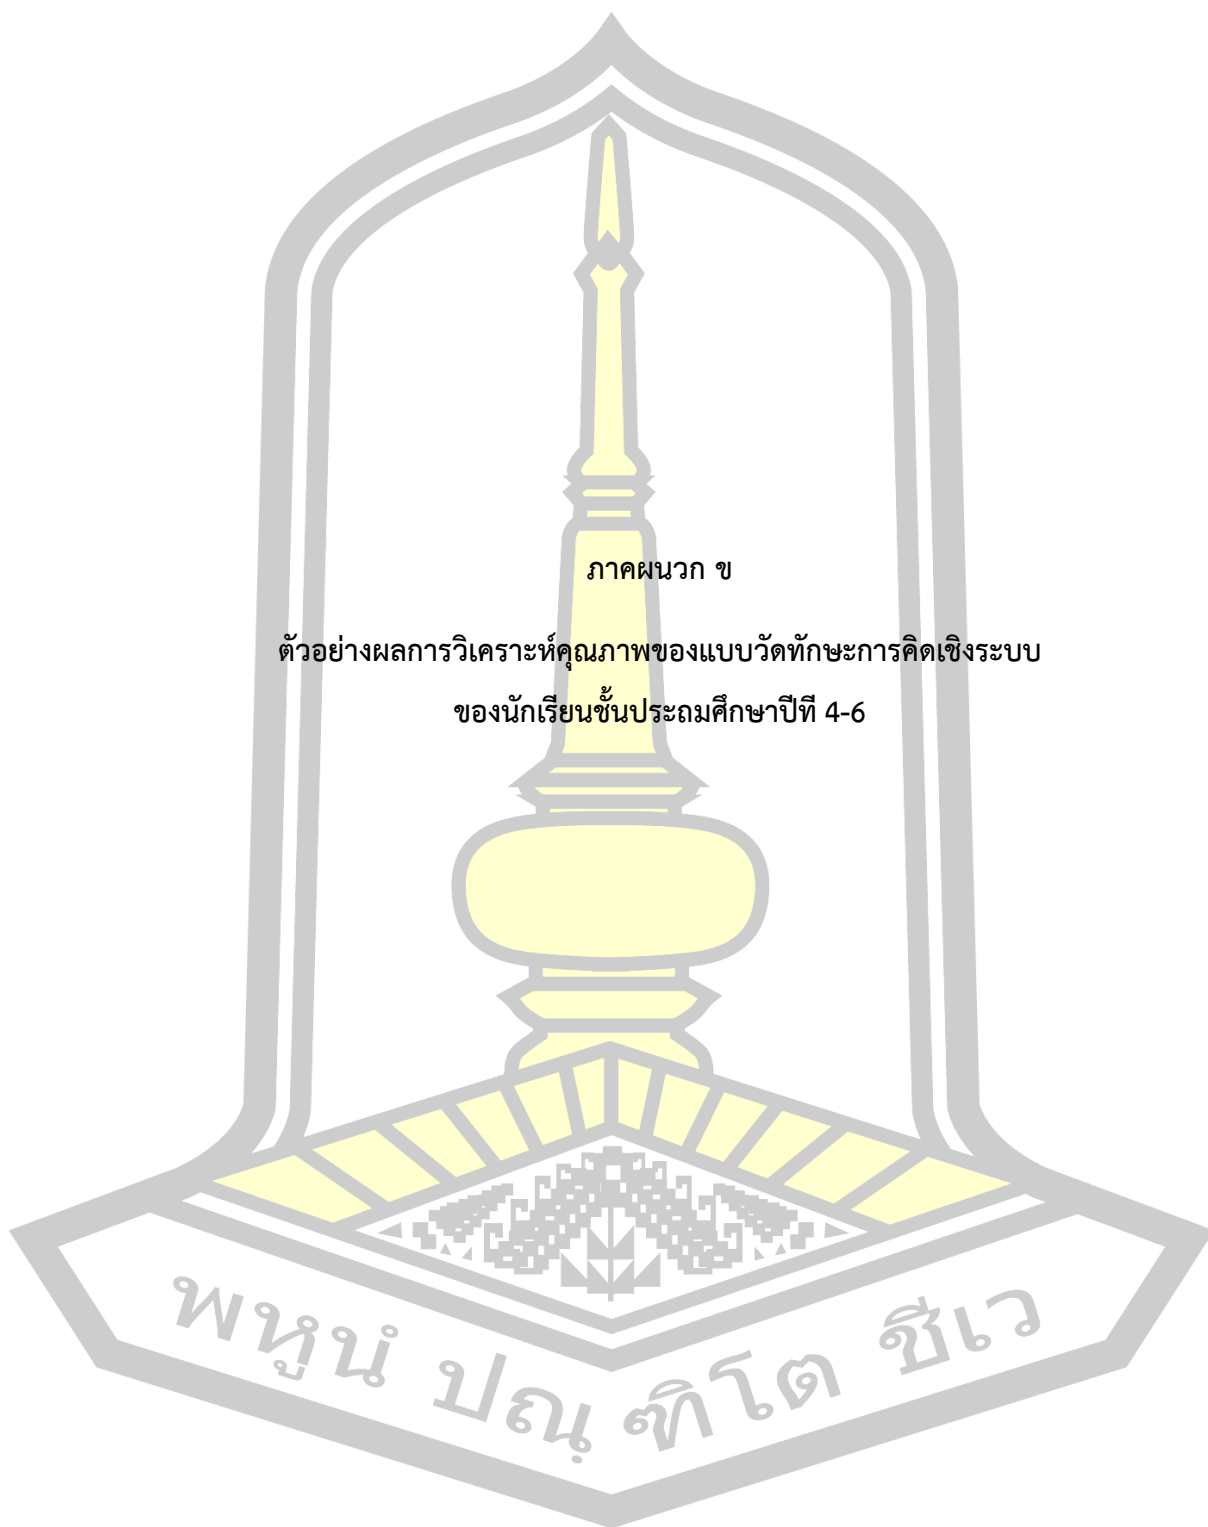 ภาคผนวก ข
ตัวอย่างผลการวิเคราะห์คุณภาพของแบบวัดทักษะการคิดเชิงระบบ
ของนักเรียนชั้นประถมศึกษาปีที 4-6
พหูนํ ปณฺฑิโต ชีเว